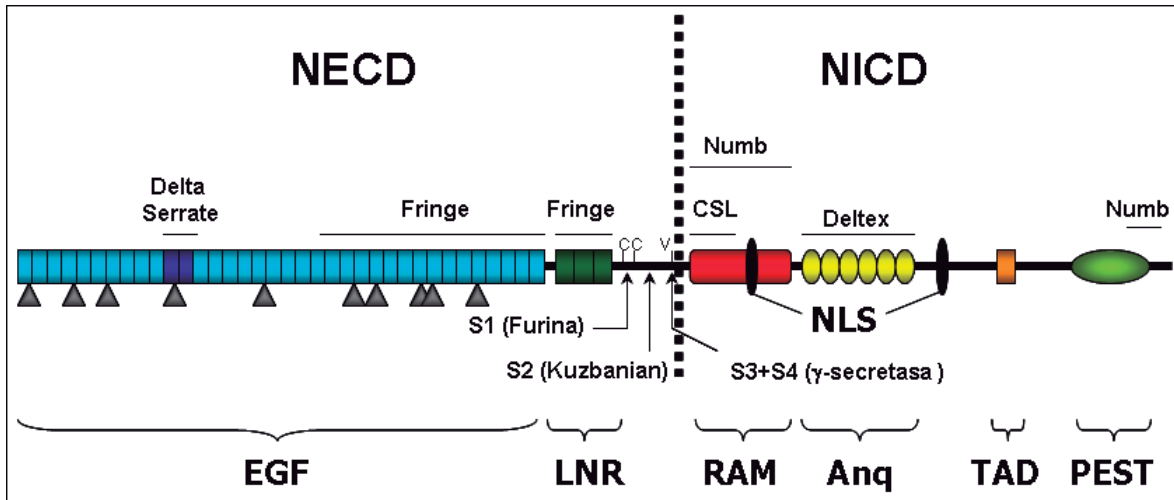 NECD
NICD
Numb
Delta
Serrate
Fringe
Fringe
CSL
Deltex
Numb
CC
V
S1 (Furina)
NLS
S2 (Kuzbanian)
S3+S4 (γ-secretasa )
EGF
LNR
RAM
Anq
TAD
PEST